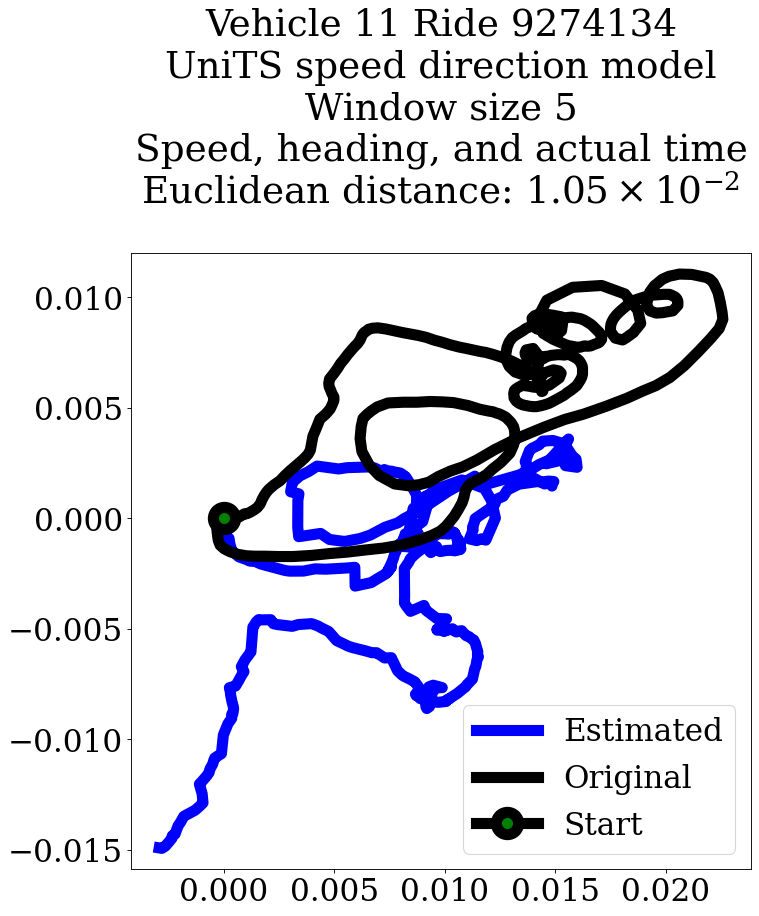 Vehicle 11 Ride 9274134
UniTS speed direction model
Window size 5
Speed, heading, and actual time
Euclidean distance: 1.05 × 10⁻²
0.010
0.005
0.000
−0.005
−0.010
−0.015
Estimated
Original
Start
0.000 0.005 0.010 0.015 0.020